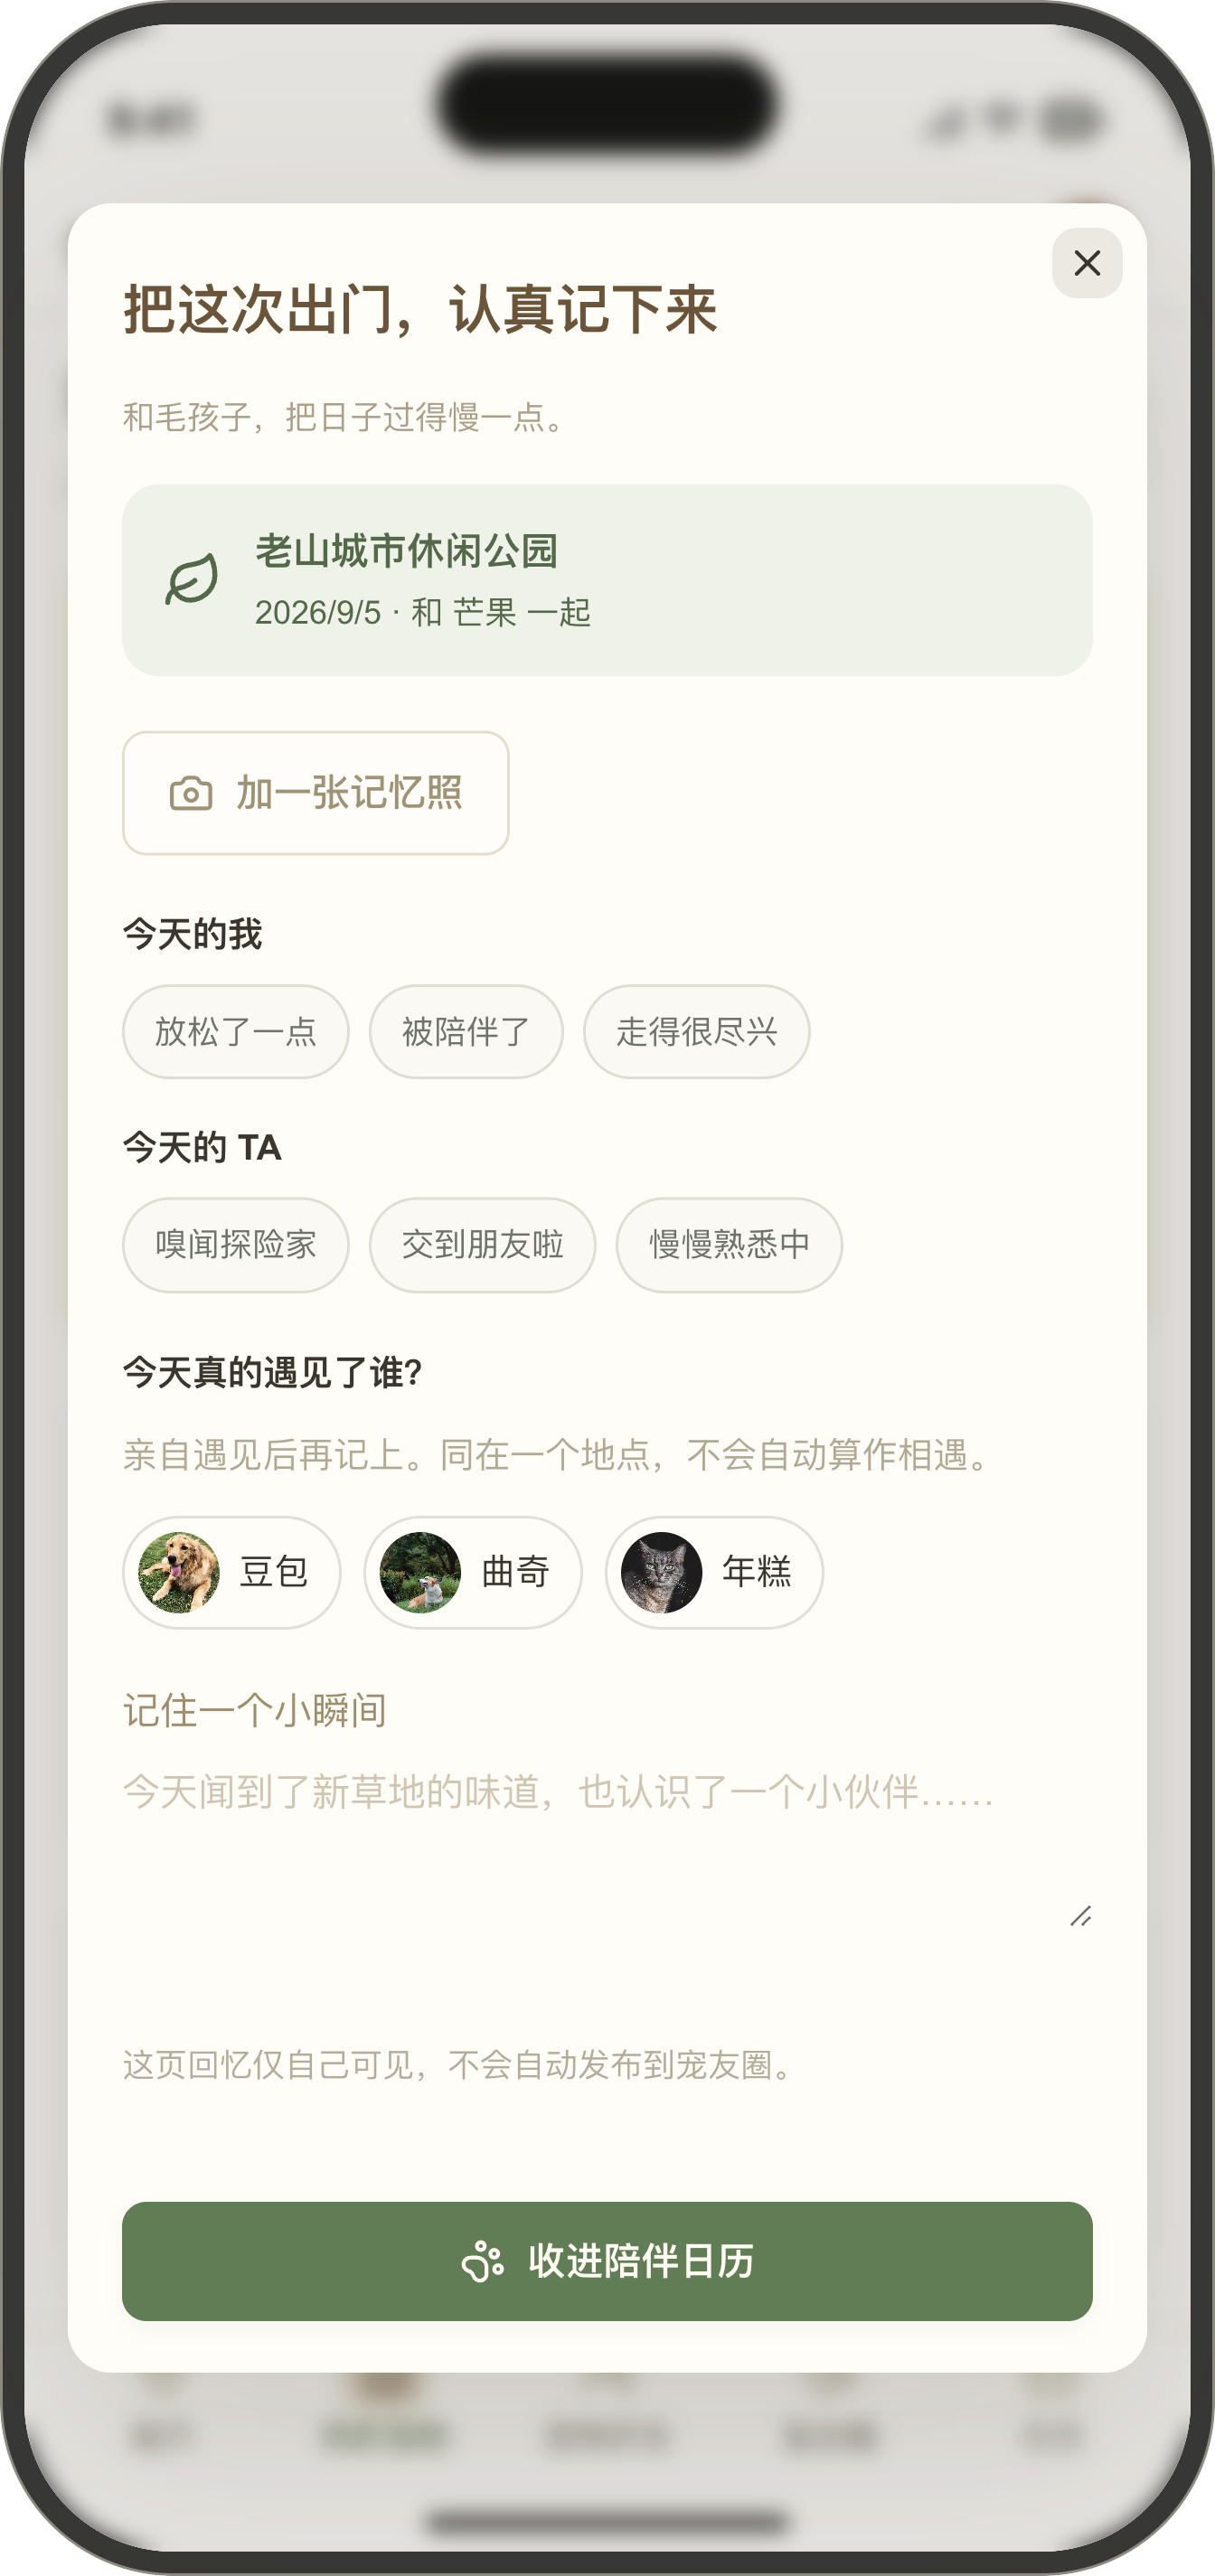 把这次出门，认真记下来
和毛孩子，把日子过得慢一点。
老山城市休闲公园
2026/9/5 · 和 芒果 一起
加一张记忆照
今天的我
放松了一点 被陪伴了 走得很尽兴
今天的 TA
嗅闻探险家 交到朋友啦 慢慢熟悉中
今天真的遇见了谁?
亲自遇见后再记上。同在一个地点，不会自动算作相遇。
豆包 曲奇 年糕
记住一个小瞬间
今天闻到了新草地的味道，也认识了一个小伙伴……
这页回忆仅自己可见，不会自动发布到宠友圈。
收进陪伴日历